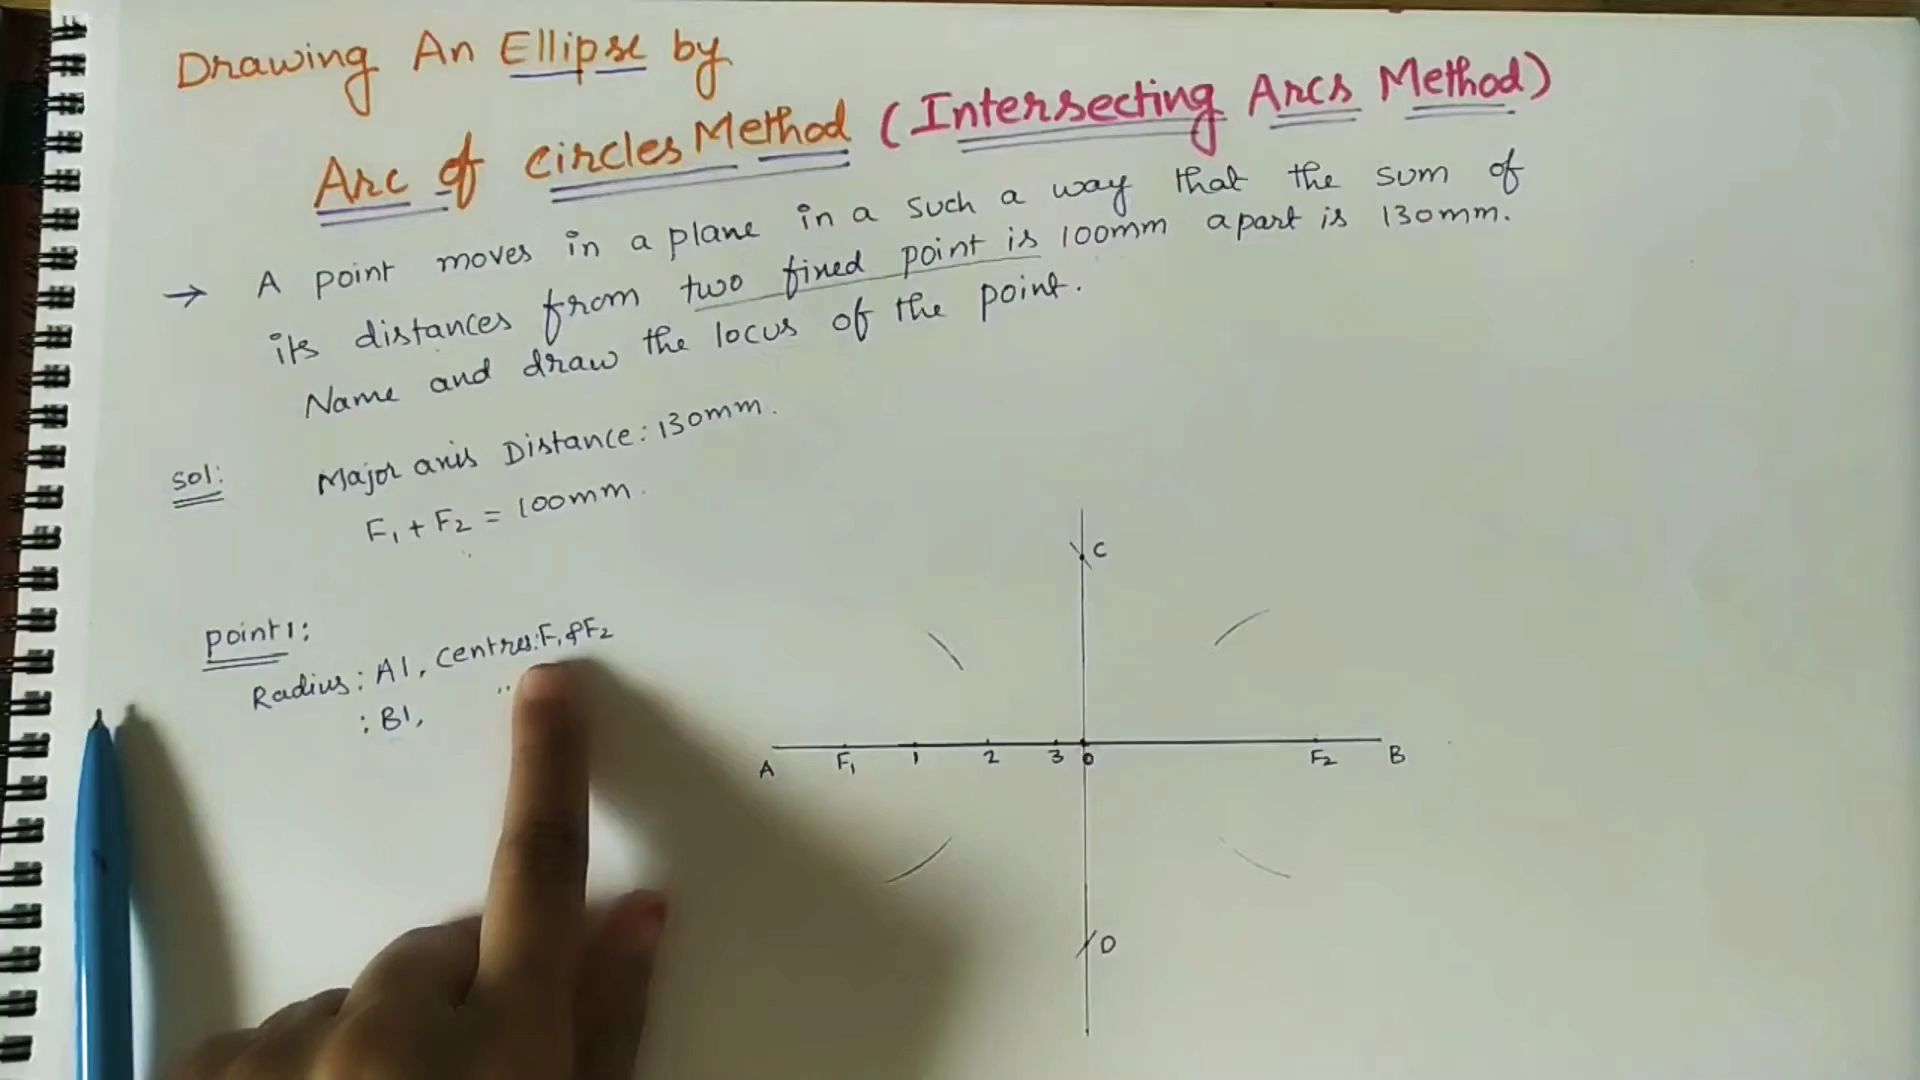 Drawing An Ellipse by
Arc of circles Method (Intersecting Arcs Method)
→ A point moves in a plane in a such a way that the sum of
its distances from two fixed point is 100mm apart is 130mm.
Name and draw the locus of the point.
Sol: Major axis Distance: 130mm.
F₁ + F₂ = 100mm.
point 1:
Radius: A1, centres: F₁ & F₂
: B1, "
C
A F₁ 1 2 3 O F₂ B
D